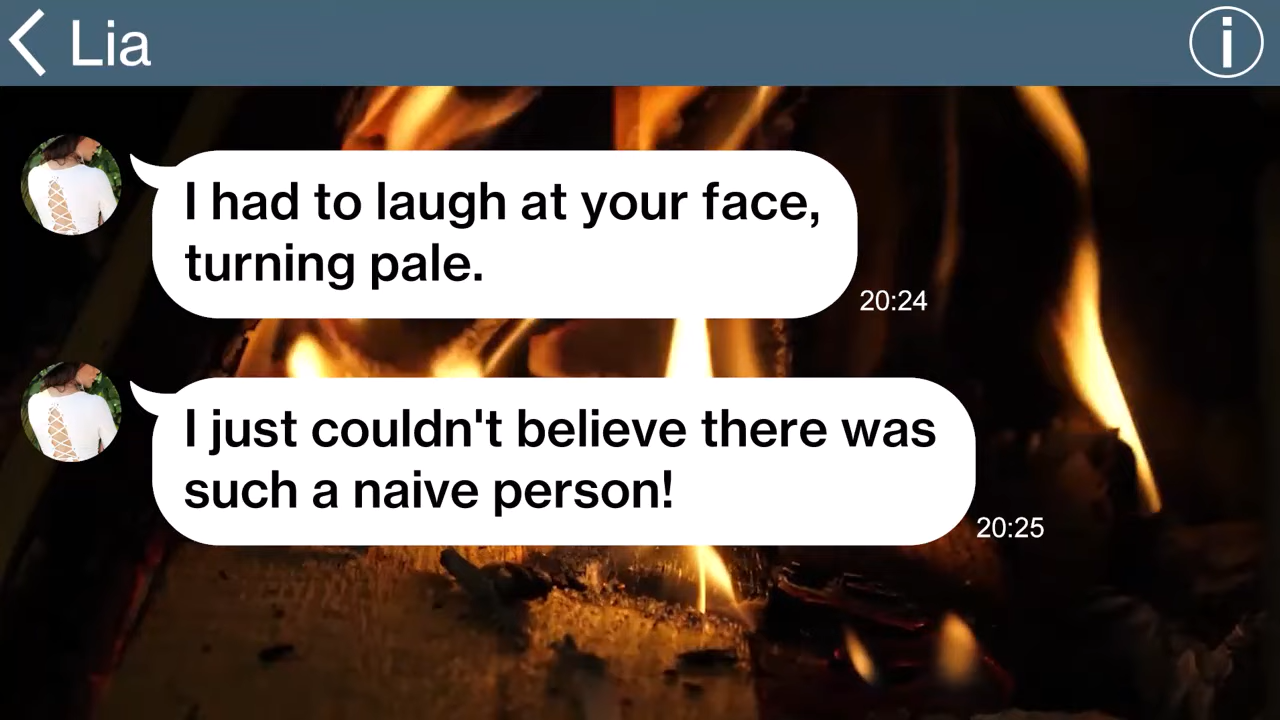 Lia
I had to laugh at your face,
turning pale.
20:24
I just couldn't believe there was
such a naive person!
20:25